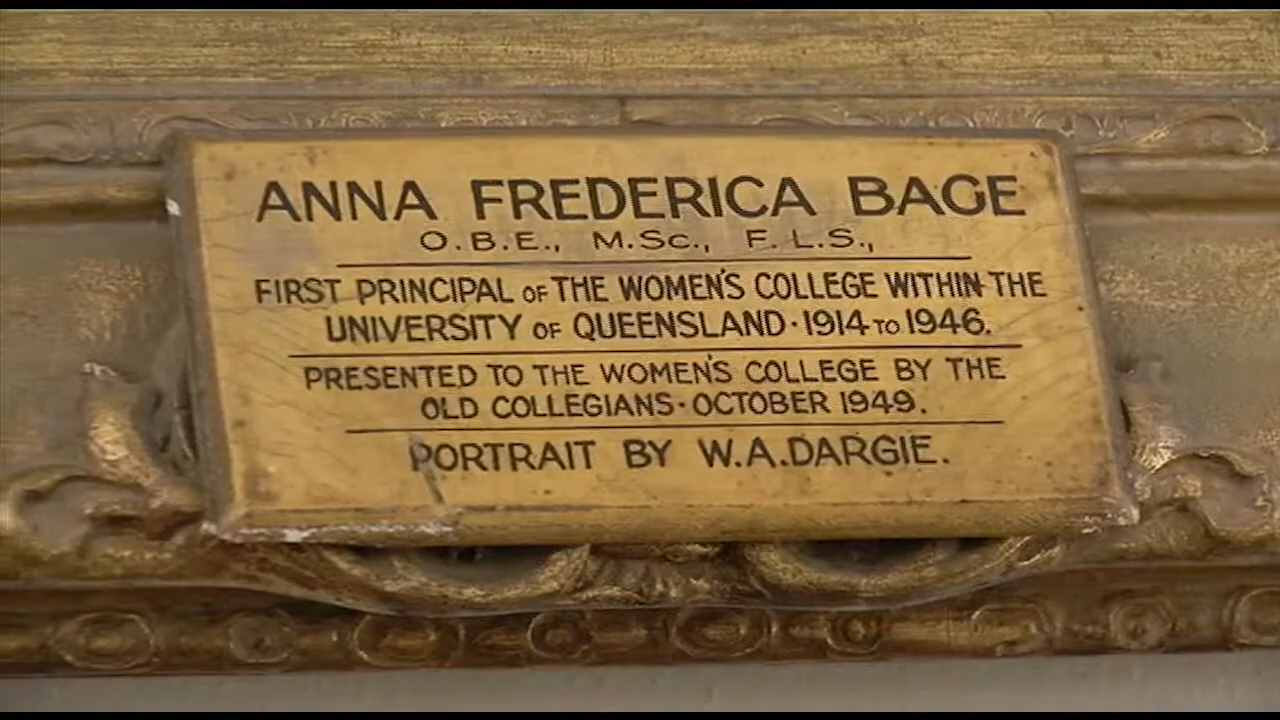 ANNA FREDERICA BAGE
O.B.E., M.Sc., F.L.S.,
FIRST PRINCIPAL OF THE WOMEN'S COLLEGE WITHIN THE
UNIVERSITY OF QUEENSLAND · 1914 TO 1946.
PRESENTED TO THE WOMEN'S COLLEGE BY THE
OLD COLLEGIANS · OCTOBER 1949.
PORTRAIT BY W.A.DARGIE.